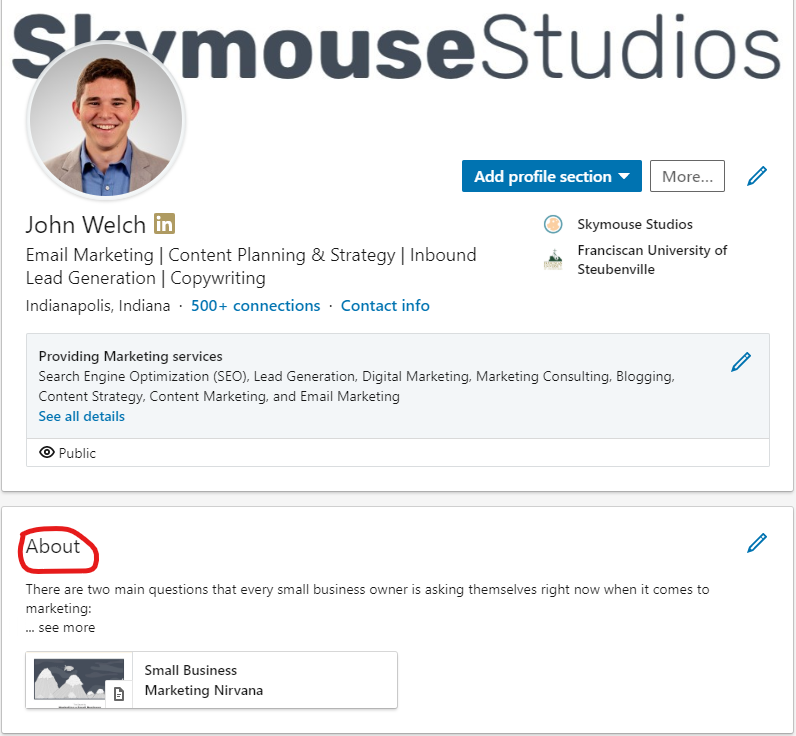 SkymouseStudios
Add profile section
More...
John Welch in
Skymouse Studios
Email Marketing | Content Planning & Strategy | Inbound
Lead Generation | Copywriting
Franciscan University of
Steubenville
Indianapolis, Indiana · 500+ connections · Contact info
Providing Marketing services
Search Engine Optimization (SEO), Lead Generation, Digital Marketing, Marketing Consulting, Blogging,
Content Strategy, Content Marketing, and Email Marketing
See all details
Public
About
There are two main questions that every small business owner is asking themselves right now when it comes to
marketing:
... see more
Small Business
Marketing Nirvana